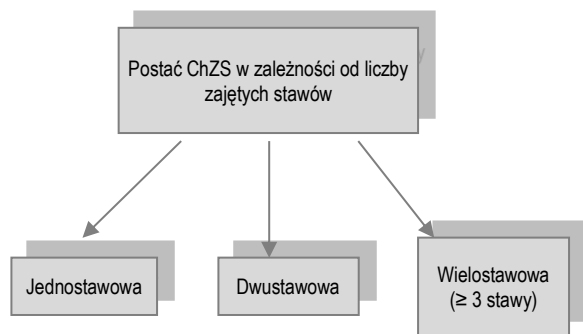 Postać ChZS w zależności od liczby
zajętych stawów
Jednostawowa
Dwustawowa
Wielostawowa
(≥ 3 stawy)